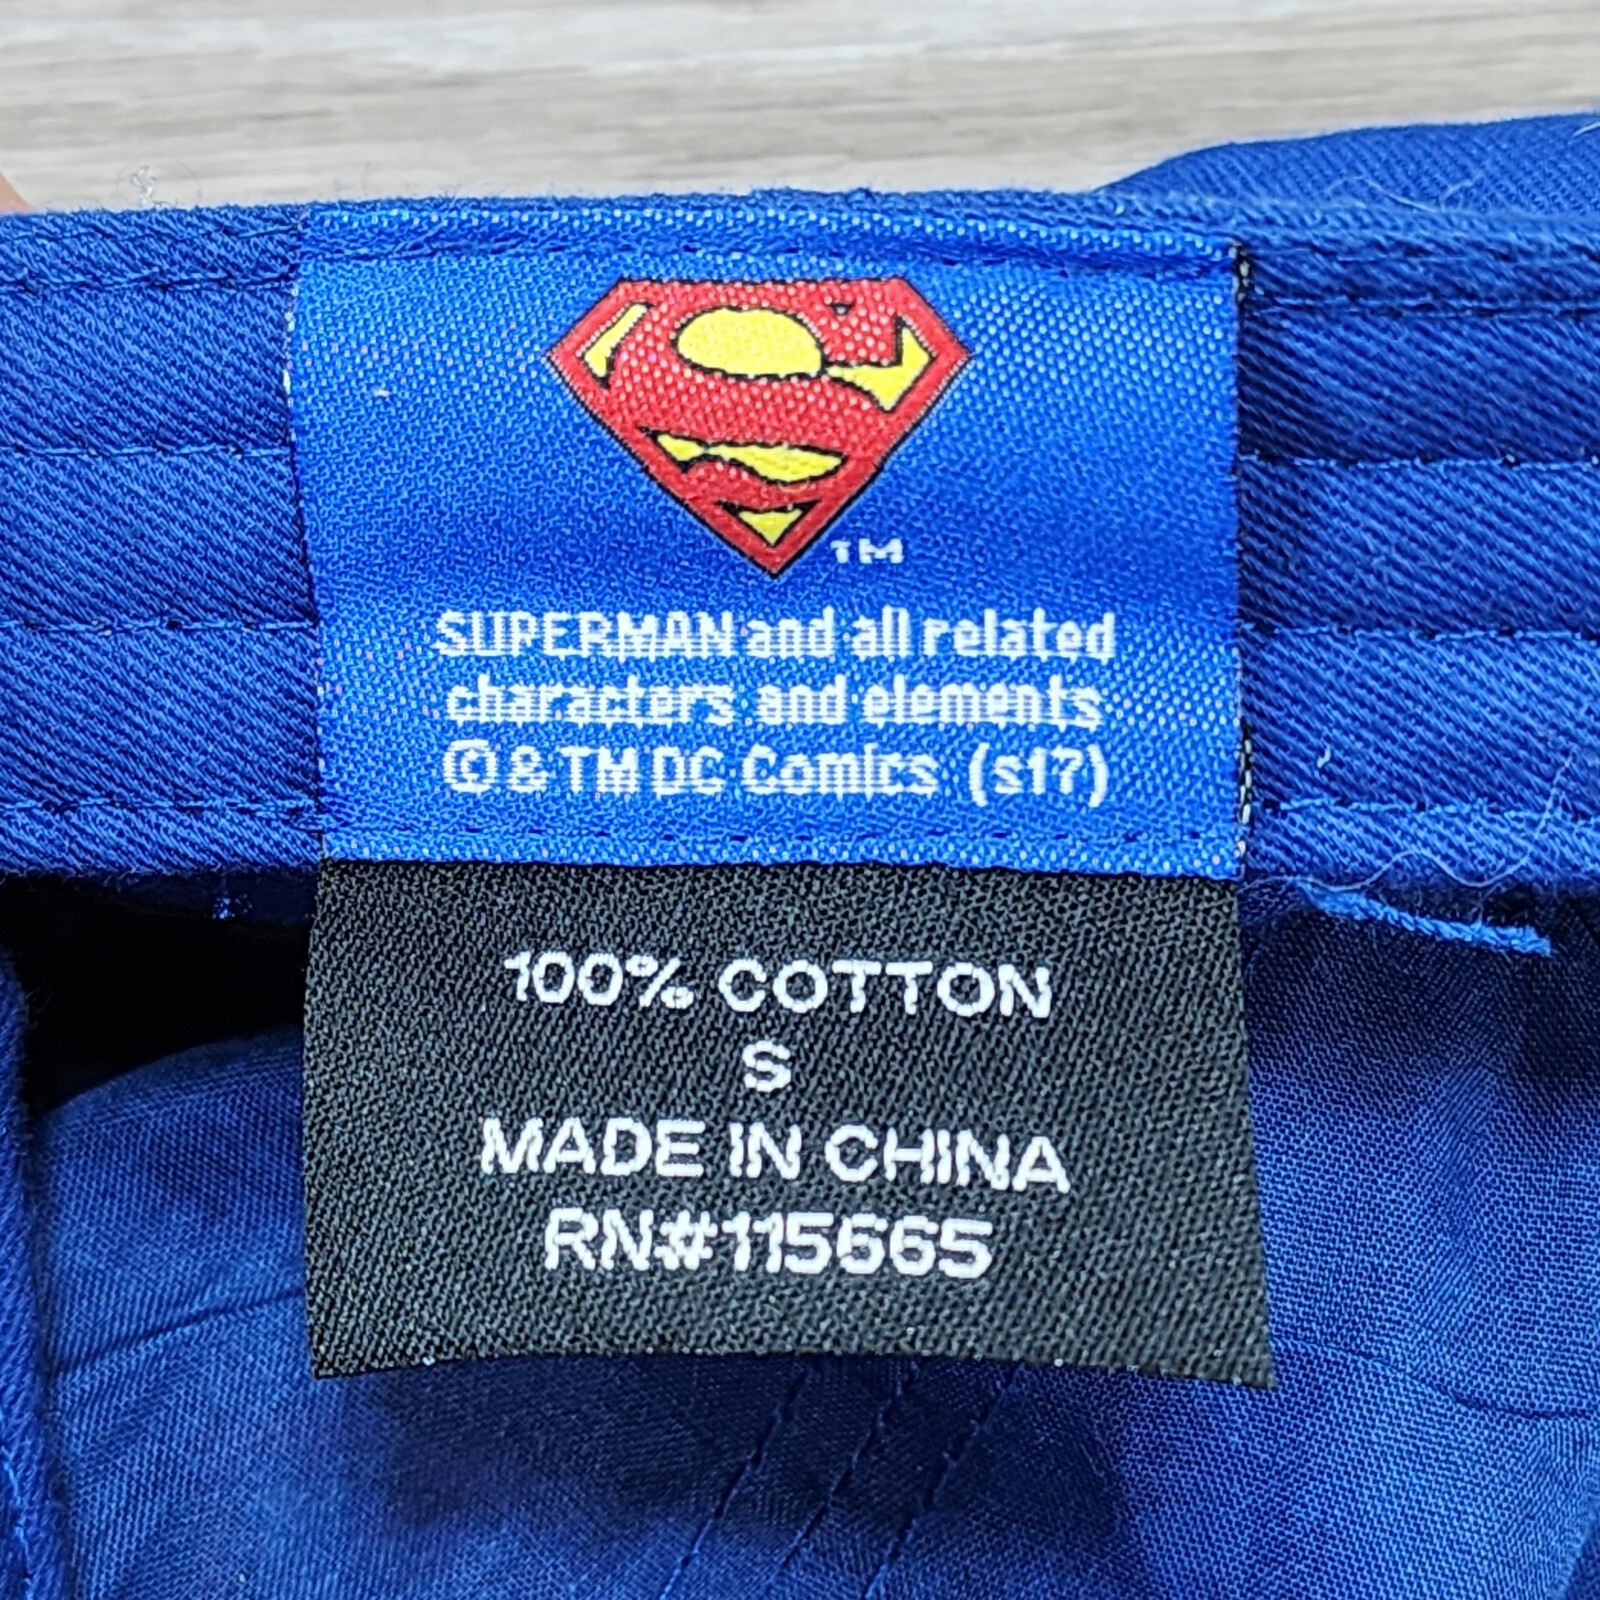 S
TM
SUPERMAN and all related
characters and elements
© & TM DC Comics (s17)
100% COTTON
S
MADE IN CHINA
RN#115665